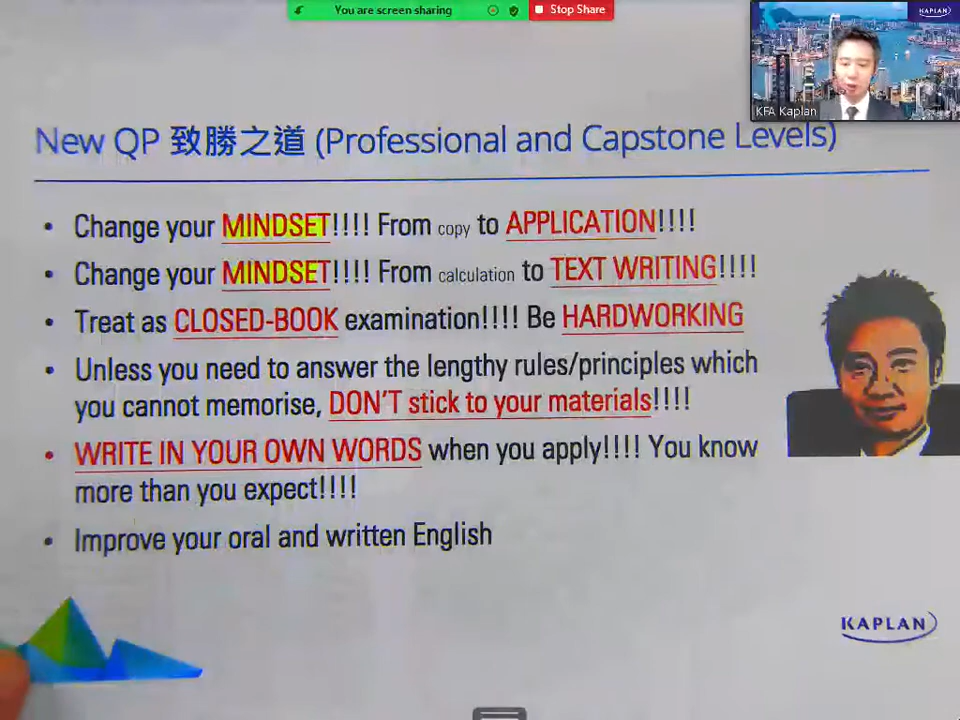 You are screen sharing
Stop Share
KAPLAN
KFA Kaplan
New QP 致勝之道 (Professional and Capstone Levels)
• Change your MINDSET!!!! From copy to APPLICATION!!!!
• Change your MINDSET!!!! From calculation to TEXT WRITING!!!!
• Treat as CLOSED-BOOK examination!!!! Be HARDWORKING
• Unless you need to answer the lengthy rules/principles which
you cannot memorise, DON'T stick to your materials!!!!
• WRITE IN YOUR OWN WORDS when you apply!!!! You know
more than you expect!!!!
• Improve your oral and written English
KAPLAN